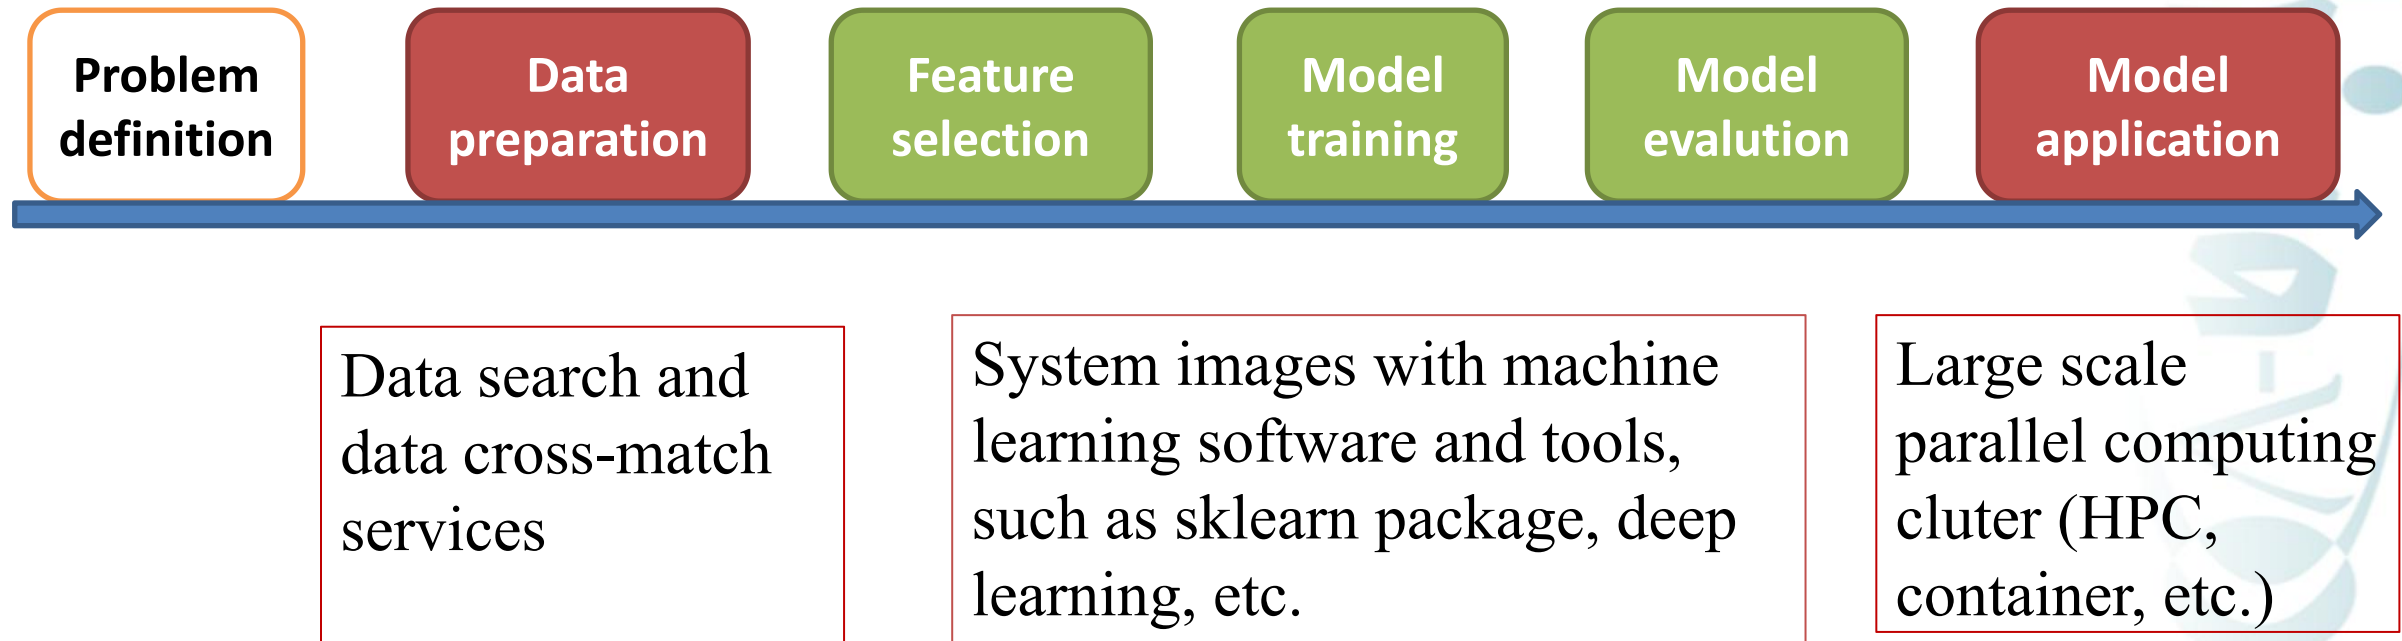 Problem
definition
Data
preparation
Feature
selection
Model
training
Model
evalution
Model
application
Data search and
data cross-match
services
System images with machine
learning software and tools,
such as sklearn package, deep
learning, etc.
Large scale
parallel computing
cluter (HPC,
container, etc.)